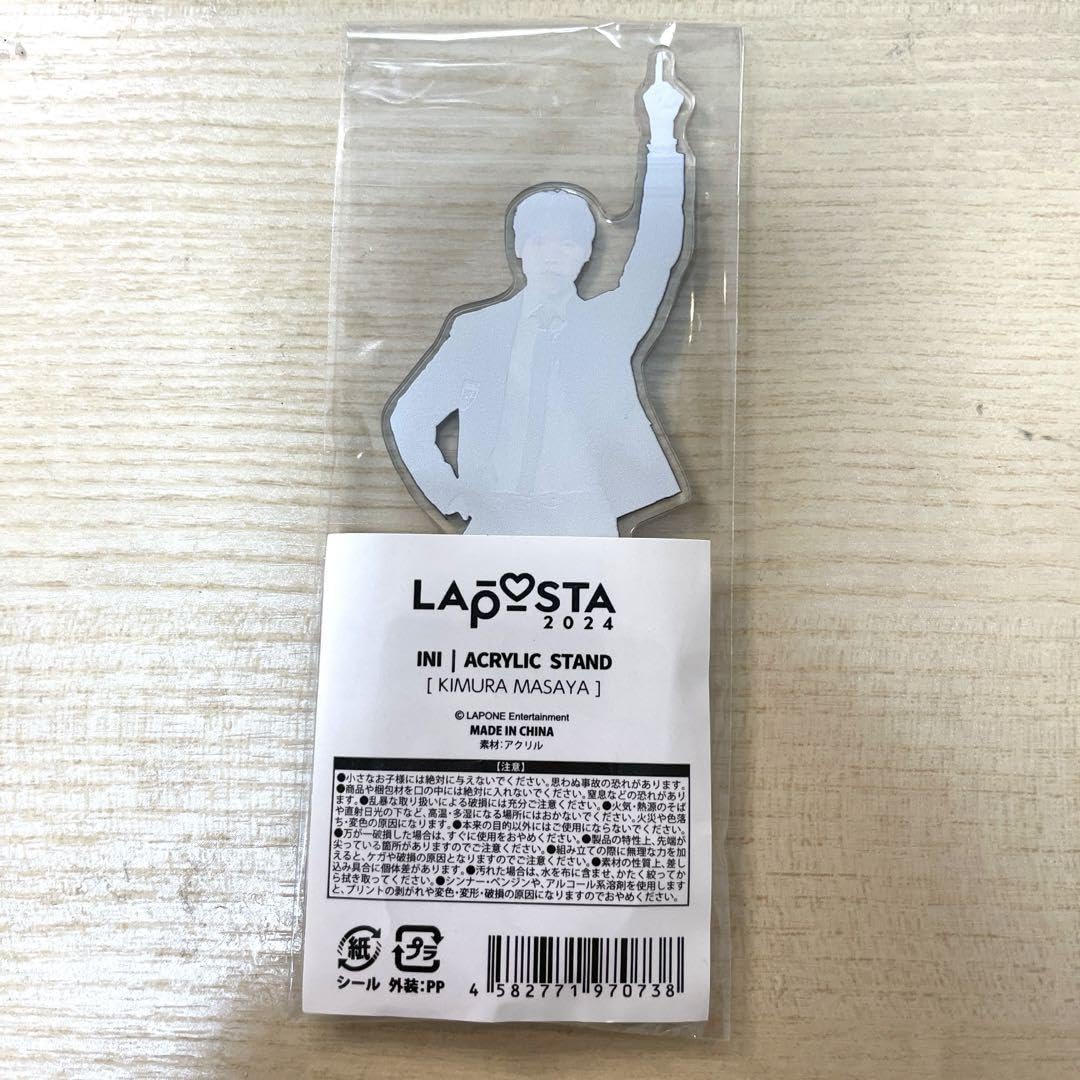 LAPOSTA
2024
INI | ACRYLIC STAND
[ KIMURA MASAYA ]
© LAPONE Entertainment
MADE IN CHINA
素材:アクリル
【注意】
●小さなお子様には絶対に与えないでください。思わぬ事故の恐れがあります。
●商品や梱包材を口の中には絶対に入れないでください。窒息などの恐れがあり
ます。●乱暴な取り扱いによる破損には充分ご注意ください。●火気・熱源のそば
や直射日光の下など、高温・多湿になる場所にはおかないでください。火災や色落
ち・変色の原因になります。●本来の目的以外にはご使用にならないでください。
●万が一破損した場合は、すぐに使用をおやめください。●製品の特性上、先端が
尖っている箇所がありますのでご注意ください。●組み立ての際に無理な力を加
えると、ケガや破損の原因となりますのでご注意ください。●素材の性質上、差し
込み具合に個体差があります。●汚れた場合は、水を布に含ませ、かたく絞ってか
ら拭き取ってください。●シンナー・ベンジンや、アルコール系溶剤を使用します
と、プリントの剥がれや変色・変形・破損の原因になりますのでおやめください。
紙 プラ
シール 外装:PP
4 582771 970738